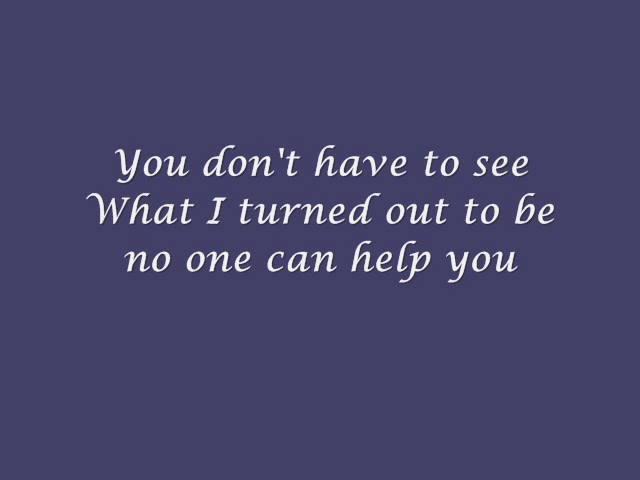 You don't have to see
What I turned out to be
no one can help you